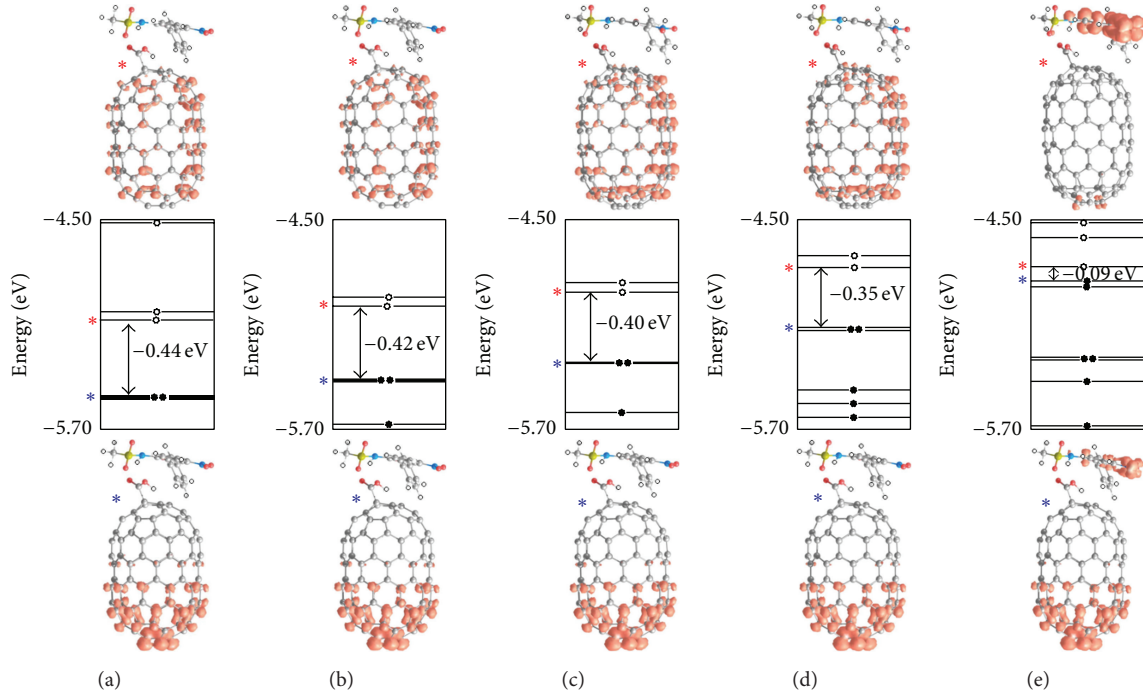 *
*
*
*
*
−4.50
−4.50
−4.50
−4.50
−4.50
Energy (eV)
*
−0.44 eV
*
−5.70
Energy (eV)
*
−0.42 eV
*
−5.70
Energy (eV)
*
−0.40 eV
*
−5.70
Energy (eV)
*
−0.35 eV
*
−5.70
Energy (eV)
*
−0.09 eV
*
−5.70
*
*
*
*
*
(a)
(b)
(c)
(d)
(e)